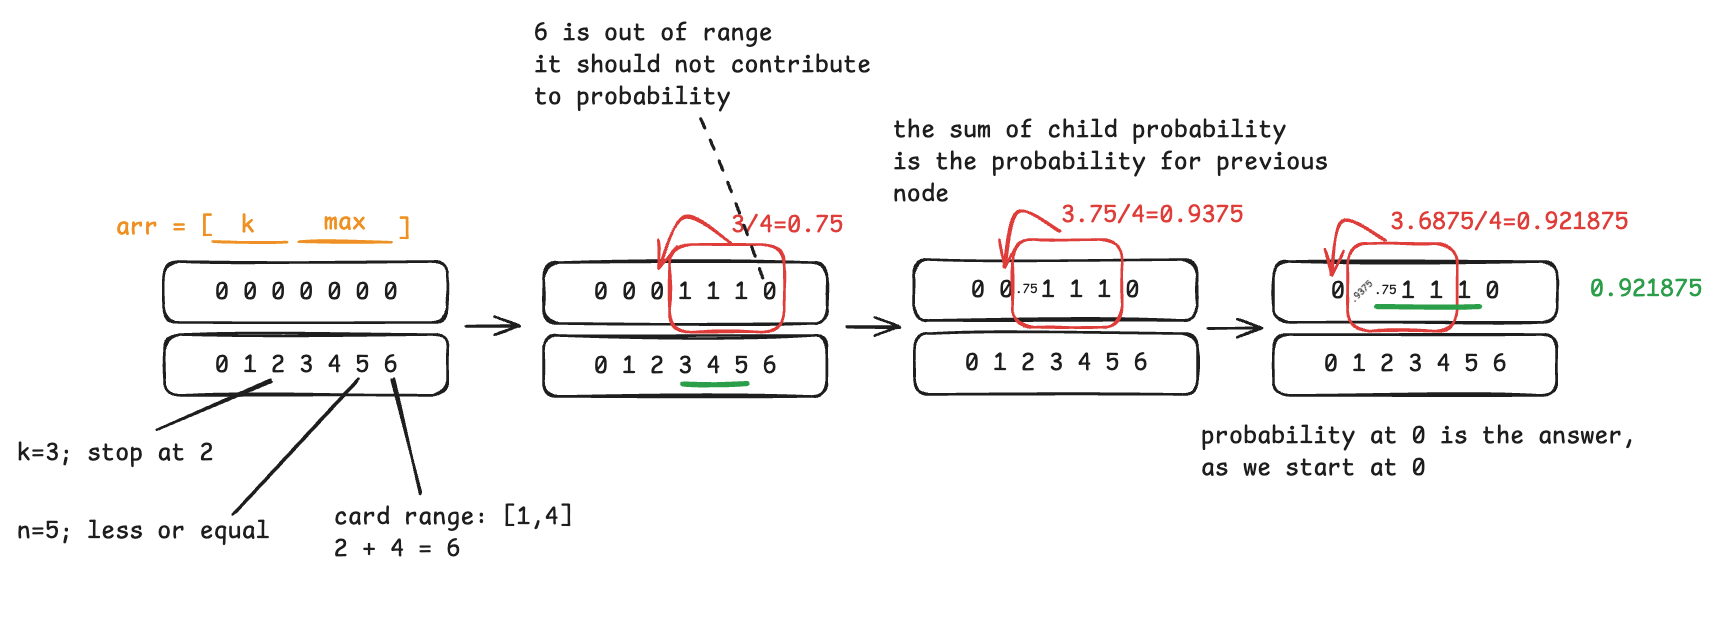 6 is out of range
it should not contribute
to probability
the sum of child probability
is the probability for previous
node
arr = [ k max ]
3/4=0.75
3.75/4=0.9375
3.6875/4=0.921875
0 0 0 0 0 0 0
0 0 0 1 1 1 0
0 0 .75 1 1 1 0
0 .9375 .75 1 1 1 0
0.921875
0 1 2 3 4 5 6
0 1 2 3 4 5 6
0 1 2 3 4 5 6
0 1 2 3 4 5 6
k=3; stop at 2
n=5; less or equal
card range: [1,4]
2 + 4 = 6
probability at 0 is the answer,
as we start at 0